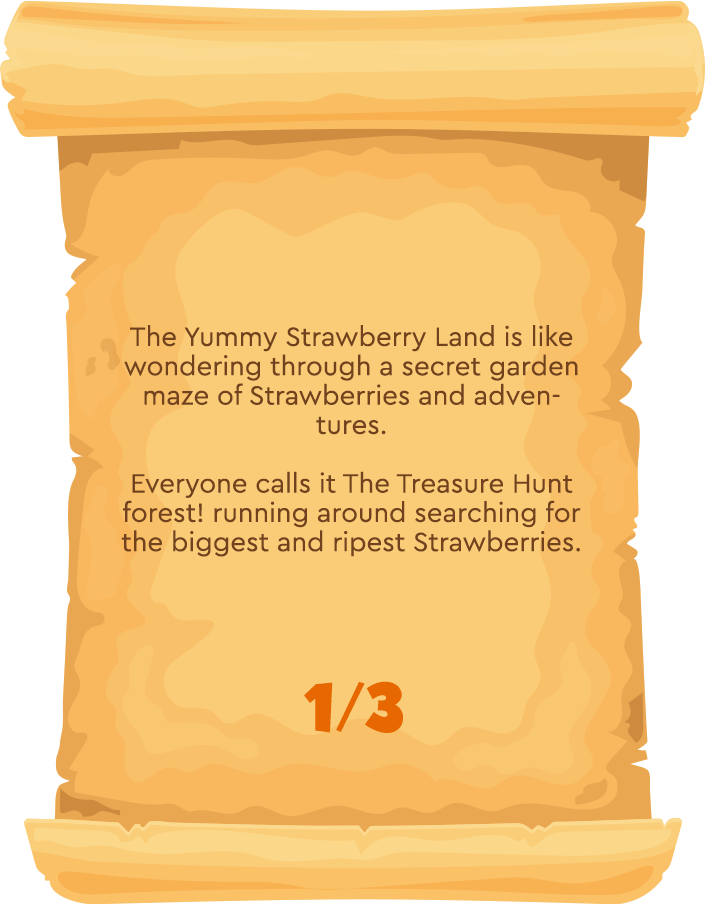 The Yummy Strawberry Land is like
wondering through a secret garden
maze of Strawberries and adven-
tures.
Everyone calls it The Treasure Hunt
forest! running around searching for
the biggest and ripest Strawberries.
1/3